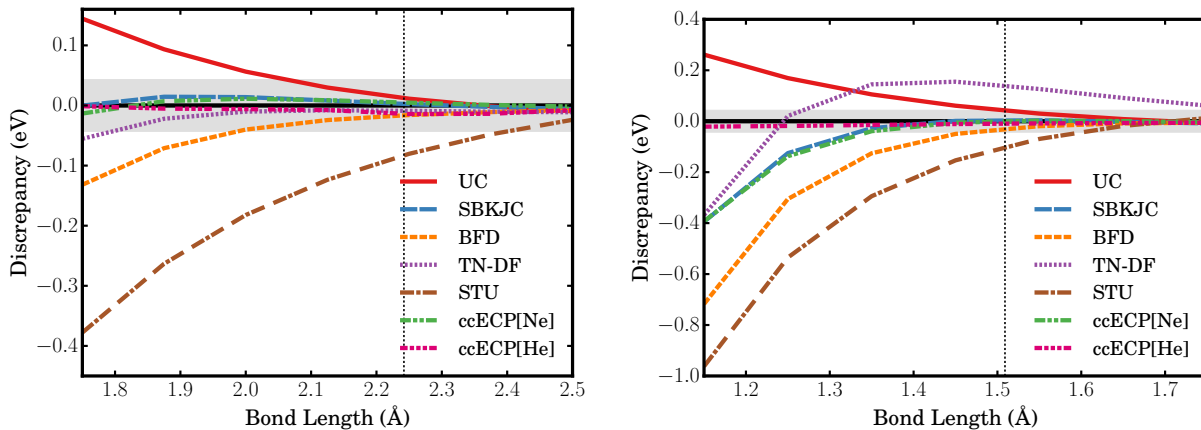 Discrepancy (eV)
0.1
0.0
−0.1
−0.2
−0.3
−0.4
UC
SBKJC
BFD
TN-DF
STU
ccECP[Ne]
ccECP[He]
1.8 1.9 2.0 2.1 2.2 2.3 2.4 2.5
Bond Length (Å)
Discrepancy (eV)
0.4
0.2
0.0
−0.2
−0.4
−0.6
−0.8
−1.0
UC
SBKJC
BFD
TN-DF
STU
ccECP[Ne]
ccECP[He]
1.2 1.3 1.4 1.5 1.6 1.7
Bond Length (Å)